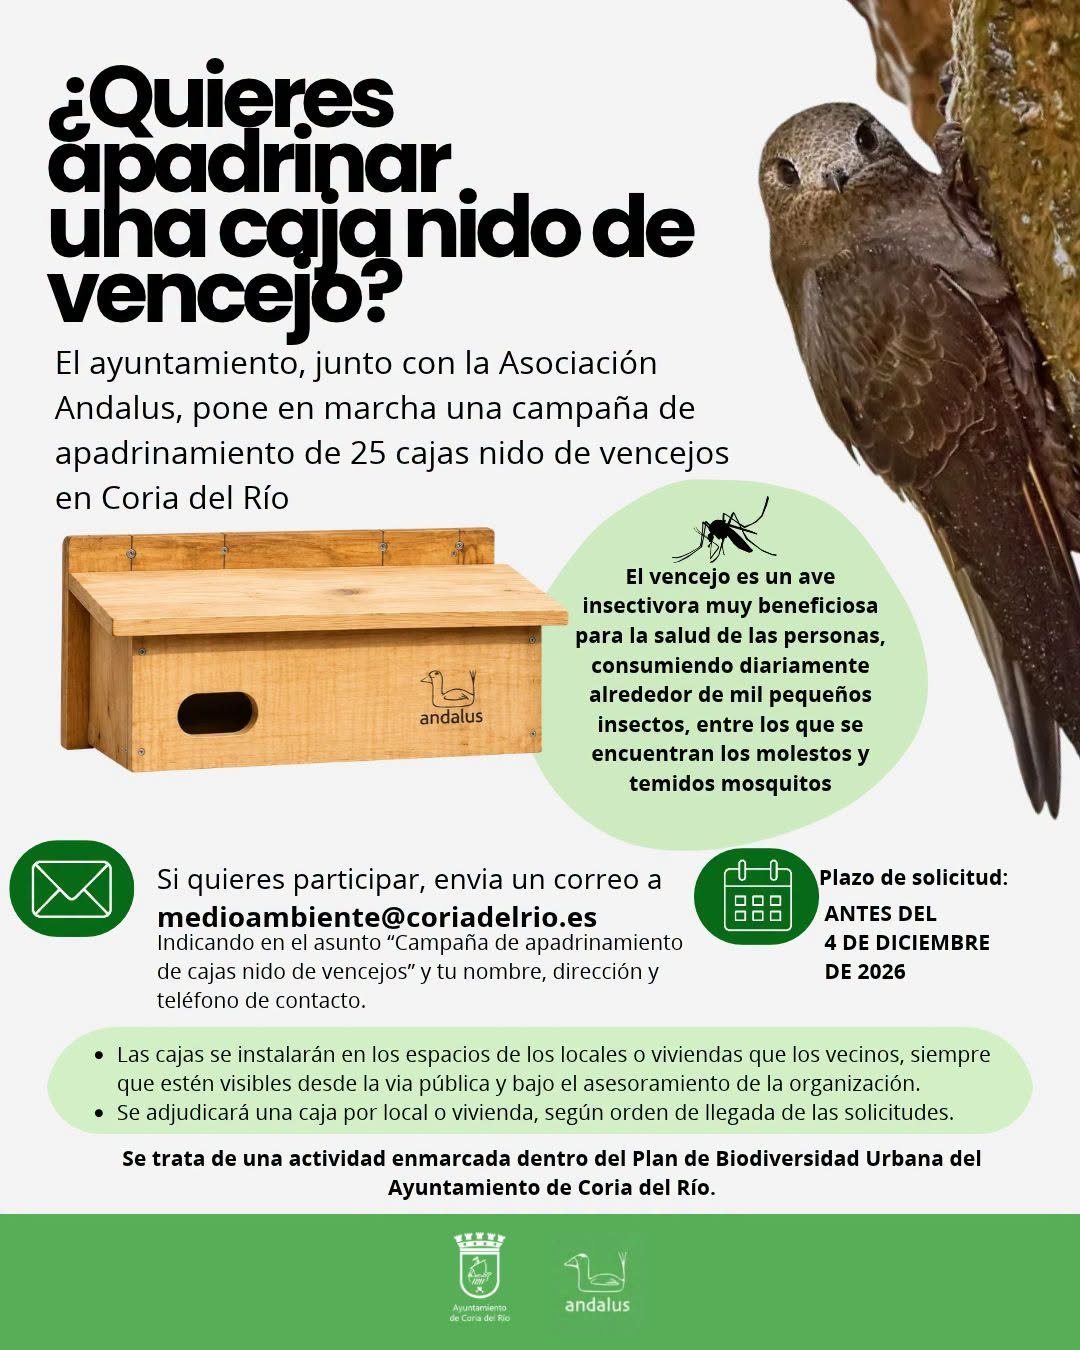 ¿Quieres
apadrinar
una caja nido de
vencejo?
El ayuntamiento, junto con la Asociación
Andalus, pone en marcha una campaña de
apadrinamiento de 25 cajas nido de vencejos
en Coria del Río
andalus
El vencejo es un ave
insectivora muy beneficiosa
para la salud de las personas,
consumiendo diariamente
alrededor de mil pequeños
insectos, entre los que se
encuentran los molestos y
temidos mosquitos
Si quieres participar, envia un correo a
medioambiente@coriadelrio.es
Indicando en el asunto “Campaña de apadrinamiento
de cajas nido de vencejos” y tu nombre, dirección y
teléfono de contacto.
Plazo de solicitud:
ANTES DEL
4 DE DICIEMBRE
DE 2026
• Las cajas se instalarán en los espacios de los locales o viviendas que los vecinos, siempre
que estén visibles desde la via pública y bajo el asesoramiento de la organización.
• Se adjudicará una caja por local o vivienda, según orden de llegada de las solicitudes.
Se trata de una actividad enmarcada dentro del Plan de Biodiversidad Urbana del
Ayuntamiento de Coria del Río.
Ayuntamiento
de Coria del Río
andalus